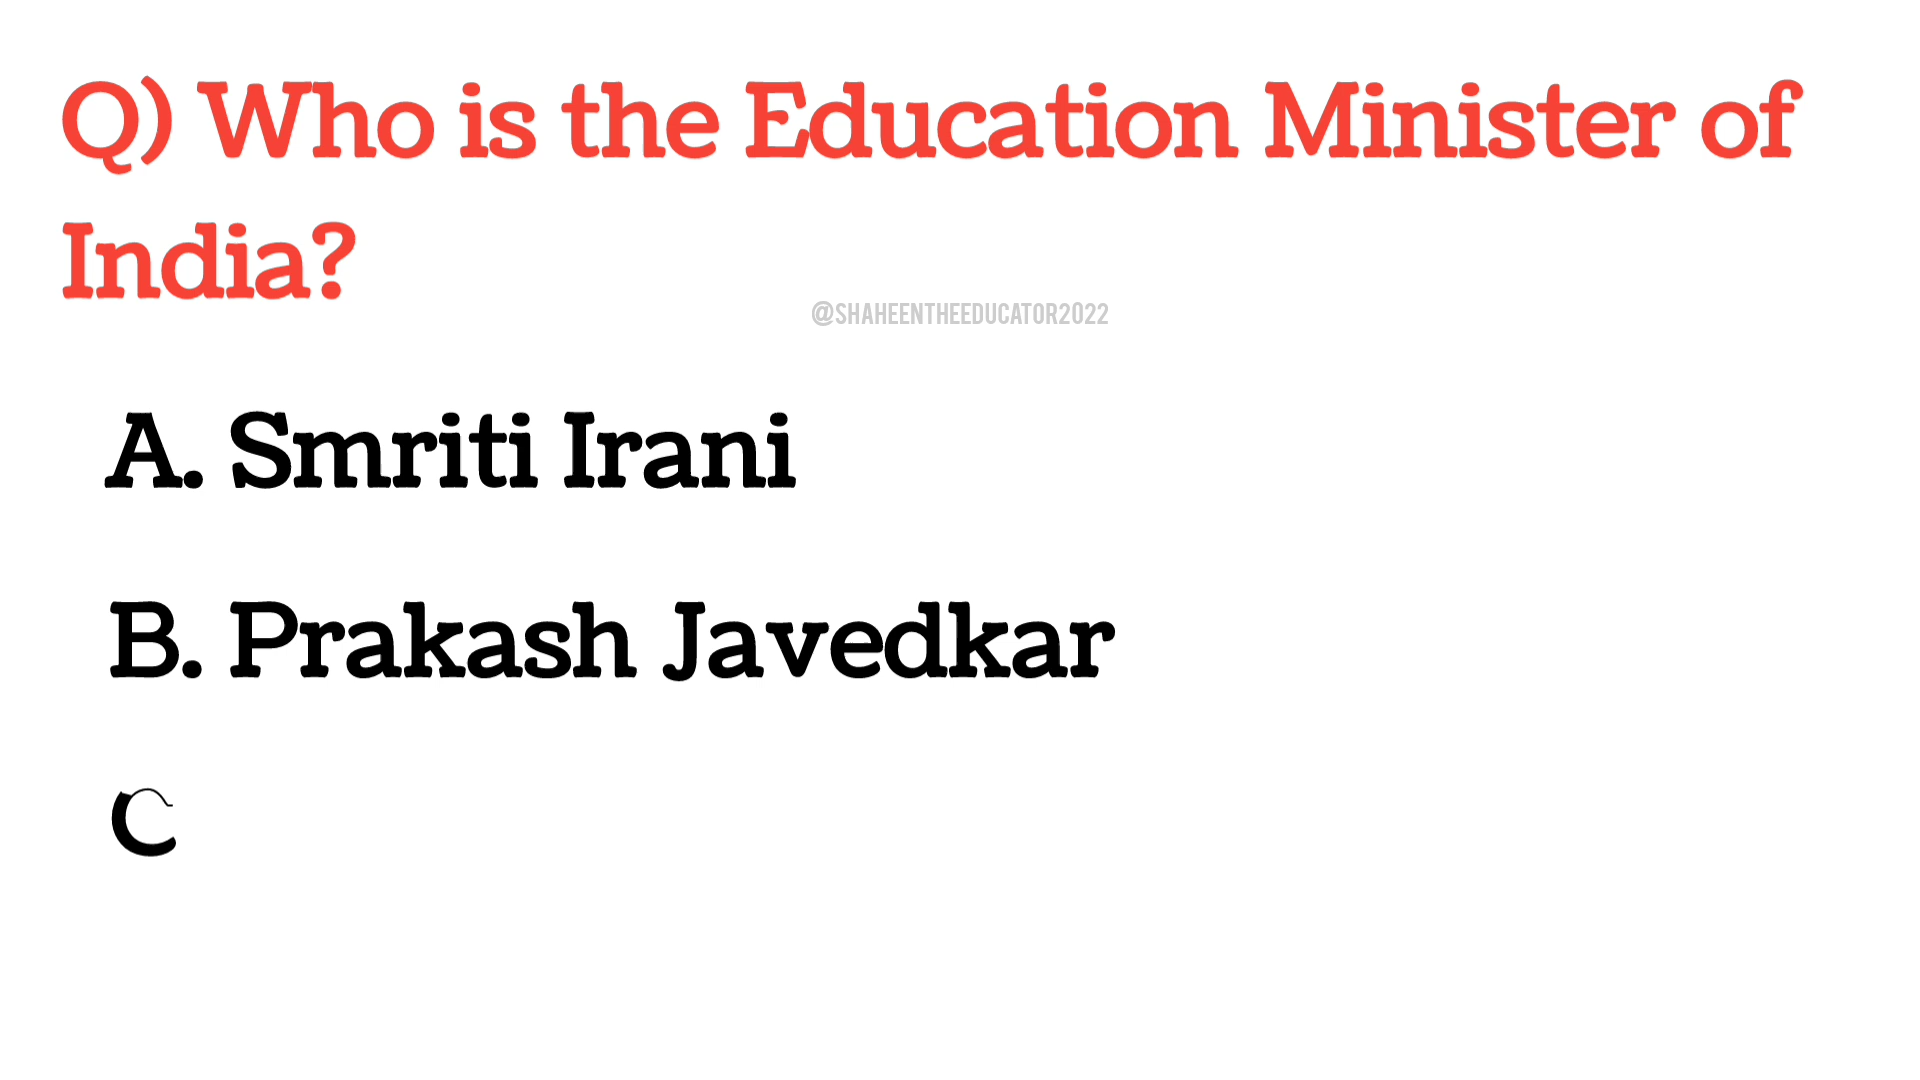 Q) Who is the Education Minister of
India?
@SHAHEENTHEEDUCATOR2022
A. Smriti Irani
B. Prakash Javedkar
C